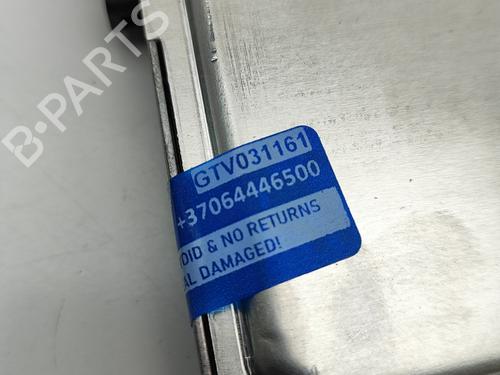 B-PARTS
GTV031161
+37064446500
OID & NO RETURNS
AL DAMAGED!